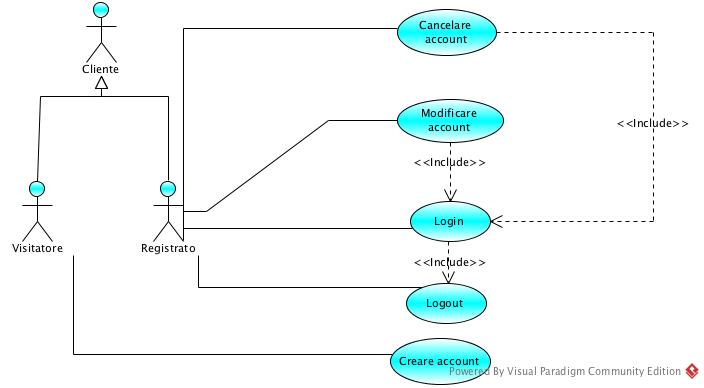 Cancelare
account
Cliente
Modificare
account
<<Include>>
<<Include>>
Visitatore
Registrato
Login
<<Include>>
Logout
Creare account
Powered By Visual Paradigm Community Edition